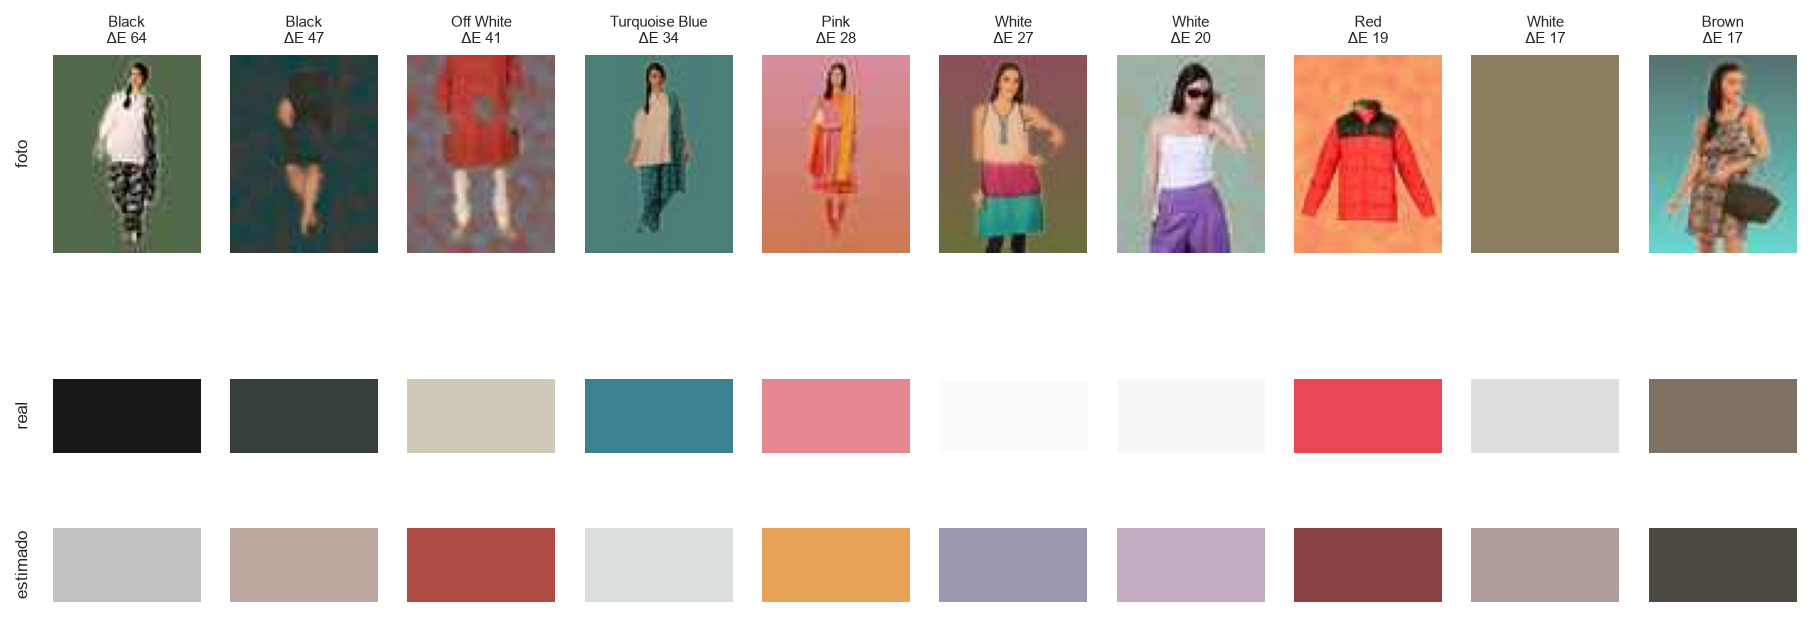 Black
ΔE 64
Black
ΔE 47
Off White
ΔE 41
Turquoise Blue
ΔE 34
Pink
ΔE 28
White
ΔE 27
White
ΔE 20
Red
ΔE 19
White
ΔE 17
Brown
ΔE 17
foto
real
estimado